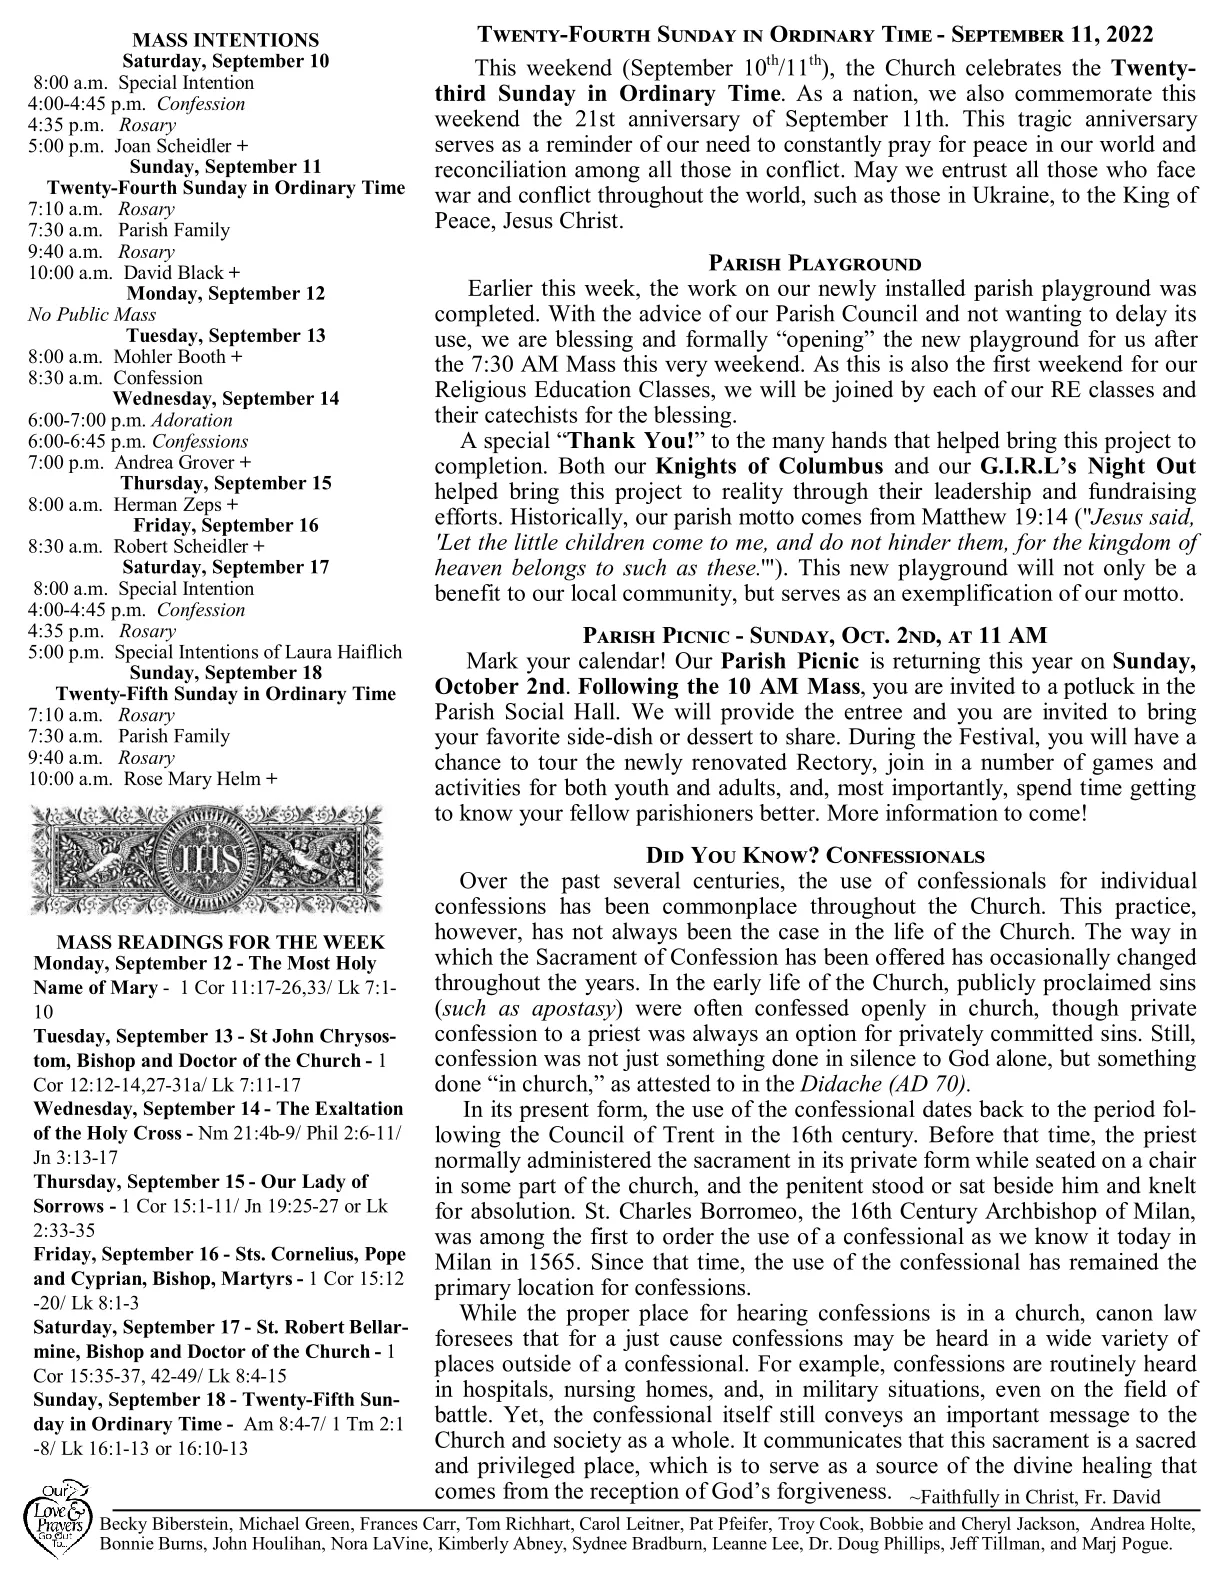 MASS INTENTIONS
Saturday, September 10
8:00 a.m. Special Intention
4:00-4:45 p.m. Confession
4:35 p.m. Rosary
5:00 p.m. Joan Scheidler +
Sunday, September 11
Twenty-Fourth Sunday in Ordinary Time
7:10 a.m. Rosary
7:30 a.m. Parish Family
9:40 a.m. Rosary
10:00 a.m. David Black +
Monday, September 12
No Public Mass
Tuesday, September 13
8:00 a.m. Mohler Booth +
8:30 a.m. Confession
Wednesday, September 14
6:00-7:00 p.m. Adoration
6:00-6:45 p.m. Confessions
7:00 p.m. Andrea Grover +
Thursday, September 15
8:00 a.m. Herman Zeps +
Friday, September 16
8:30 a.m. Robert Scheidler +
Saturday, September 17
8:00 a.m. Special Intention
4:00-4:45 p.m. Confession
4:35 p.m. Rosary
5:00 p.m. Special Intentions of Laura Haiflich
Sunday, September 18
Twenty-Fifth Sunday in Ordinary Time
7:10 a.m. Rosary
7:30 a.m. Parish Family
9:40 a.m. Rosary
10:00 a.m. Rose Mary Helm +
IHS
MASS READINGS FOR THE WEEK
Monday, September 12 - The Most Holy
Name of Mary - 1 Cor 11:17-26,33/ Lk 7:1-
10
Tuesday, September 13 - St John Chrysos-
tom, Bishop and Doctor of the Church - 1
Cor 12:12-14,27-31a/ Lk 7:11-17
Wednesday, September 14 - The Exaltation
of the Holy Cross - Nm 21:4b-9/ Phil 2:6-11/
Jn 3:13-17
Thursday, September 15 - Our Lady of
Sorrows - 1 Cor 15:1-11/ Jn 19:25-27 or Lk
2:33-35
Friday, September 16 - Sts. Cornelius, Pope
and Cyprian, Bishop, Martyrs - 1 Cor 15:12
-20/ Lk 8:1-3
Saturday, September 17 - St. Robert Bellar-
mine, Bishop and Doctor of the Church - 1
Cor 15:35-37, 42-49/ Lk 8:4-15
Sunday, September 18 - Twenty-Fifth Sun-
day in Ordinary Time - Am 8:4-7/ 1 Tm 2:1
-8/ Lk 16:1-13 or 16:10-13
Twenty-Fourth Sunday in Ordinary Time - September 11, 2022
This weekend (September 10th/11th), the Church celebrates the Twenty-
third Sunday in Ordinary Time. As a nation, we also commemorate this
weekend the 21st anniversary of September 11th. This tragic anniversary
serves as a reminder of our need to constantly pray for peace in our world and
reconciliation among all those in conflict. May we entrust all those who face
war and conflict throughout the world, such as those in Ukraine, to the King of
Peace, Jesus Christ.
Parish Playground
Earlier this week, the work on our newly installed parish playground was
completed. With the advice of our Parish Council and not wanting to delay its
use, we are blessing and formally “opening” the new playground for us after
the 7:30 AM Mass this very weekend. As this is also the first weekend for our
Religious Education Classes, we will be joined by each of our RE classes and
their catechists for the blessing.
A special “Thank You!” to the many hands that helped bring this project to
completion. Both our Knights of Columbus and our G.I.R.L’s Night Out
helped bring this project to reality through their leadership and fundraising
efforts. Historically, our parish motto comes from Matthew 19:14 ("Jesus said,
'Let the little children come to me, and do not hinder them, for the kingdom of
heaven belongs to such as these.'"). This new playground will not only be a
benefit to our local community, but serves as an exemplification of our motto.
Parish Picnic - Sunday, Oct. 2nd, at 11 AM
Mark your calendar! Our Parish Picnic is returning this year on Sunday,
October 2nd. Following the 10 AM Mass, you are invited to a potluck in the
Parish Social Hall. We will provide the entree and you are invited to bring
your favorite side-dish or dessert to share. During the Festival, you will have a
chance to tour the newly renovated Rectory, join in a number of games and
activities for both youth and adults, and, most importantly, spend time getting
to know your fellow parishioners better. More information to come!
Did You Know? Confessionals
Over the past several centuries, the use of confessionals for individual
confessions has been commonplace throughout the Church. This practice,
however, has not always been the case in the life of the Church. The way in
which the Sacrament of Confession has been offered has occasionally changed
throughout the years. In the early life of the Church, publicly proclaimed sins
(such as apostasy) were often confessed openly in church, though private
confession to a priest was always an option for privately committed sins. Still,
confession was not just something done in silence to God alone, but something
done “in church,” as attested to in the Didache (AD 70).
In its present form, the use of the confessional dates back to the period fol-
lowing the Council of Trent in the 16th century. Before that time, the priest
normally administered the sacrament in its private form while seated on a chair
in some part of the church, and the penitent stood or sat beside him and knelt
for absolution. St. Charles Borromeo, the 16th Century Archbishop of Milan,
was among the first to order the use of a confessional as we know it today in
Milan in 1565. Since that time, the use of the confessional has remained the
primary location for confessions.
While the proper place for hearing confessions is in a church, canon law
foresees that for a just cause confessions may be heard in a wide variety of
places outside of a confessional. For example, confessions are routinely heard
in hospitals, nursing homes, and, in military situations, even on the field of
battle. Yet, the confessional itself still conveys an important message to the
Church and society as a whole. It communicates that this sacrament is a sacred
and privileged place, which is to serve as a source of the divine healing that
comes from the reception of God’s forgiveness. ~Faithfully in Christ, Fr. David
Our
Love &
Prayers
Go Out
To...
Becky Biberstein, Michael Green, Frances Carr, Tom Richhart, Carol Leitner, Pat Pfeifer, Troy Cook, Bobbie and Cheryl Jackson, Andrea Holte,
Bonnie Burns, John Houlihan, Nora LaVine, Kimberly Abney, Sydnee Bradburn, Leanne Lee, Dr. Doug Phillips, Jeff Tillman, and Marj Pogue.